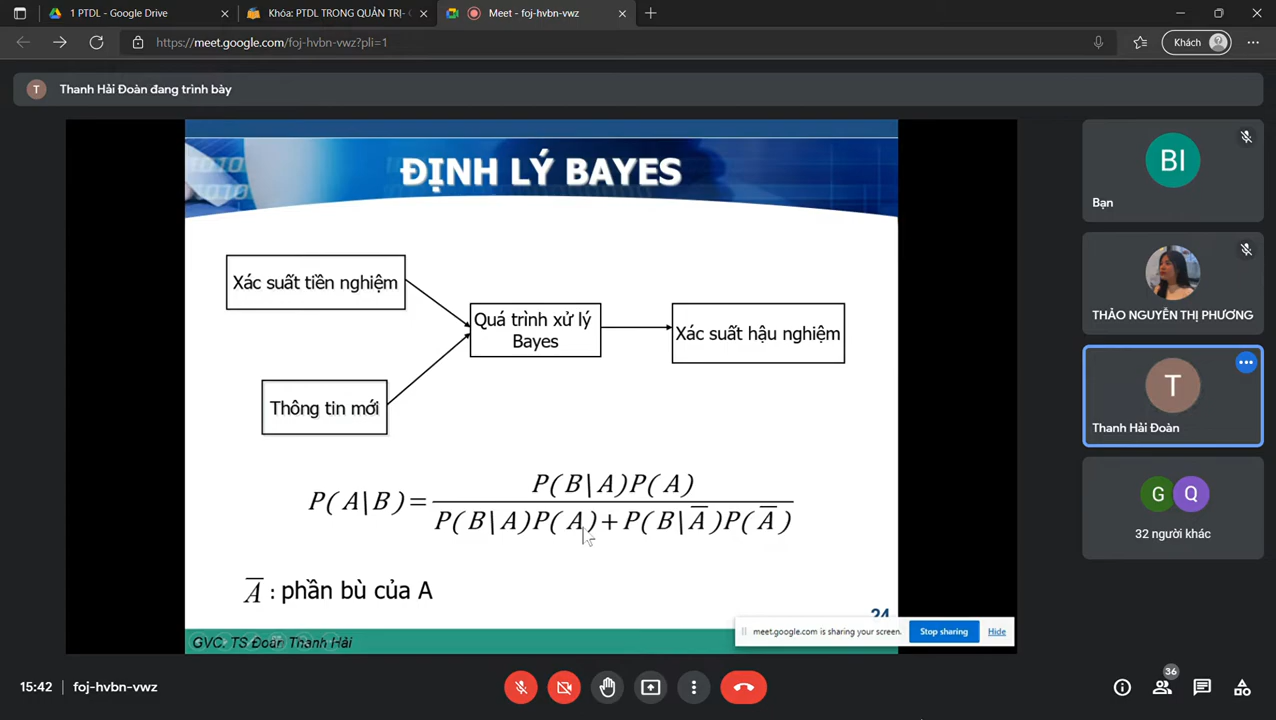 1 PTDL - Google Drive
Khóa: PTDL TRONG QUẢN TRỊ-
Meet - foj-hvbn-vwz
https://meet.google.com/foj-hvbn-vwz?pli=1
Khách
T
Thanh Hải Đoàn đang trình bày
ĐỊNH LÝ BAYES
Xác suất tiền nghiệm
Thông tin mới
Quá trình xử lý
Bayes
Xác suất hậu nghiệm
P( A\B ) = P( B\A )P( A ) / P( B\A )P( A ) + P( B\A̅ )P( A̅ )
A̅ : phần bù của A
24
GVC. TS Đoàn Thanh Hải
meet.google.com is sharing your screen.
Stop sharing
Hide
BI
Bạn
THẢO NGUYỄN THỊ PHƯƠNG
T
Thanh Hải Đoàn
G
Q
32 người khác
15:42
foj-hvbn-vwz
36